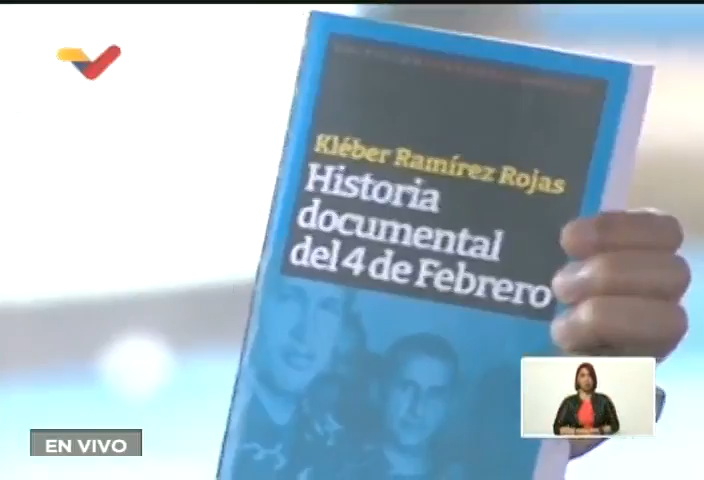 Kléber Ramírez Rojas
Historia
documental
del 4 de Febrero
EN VIVO